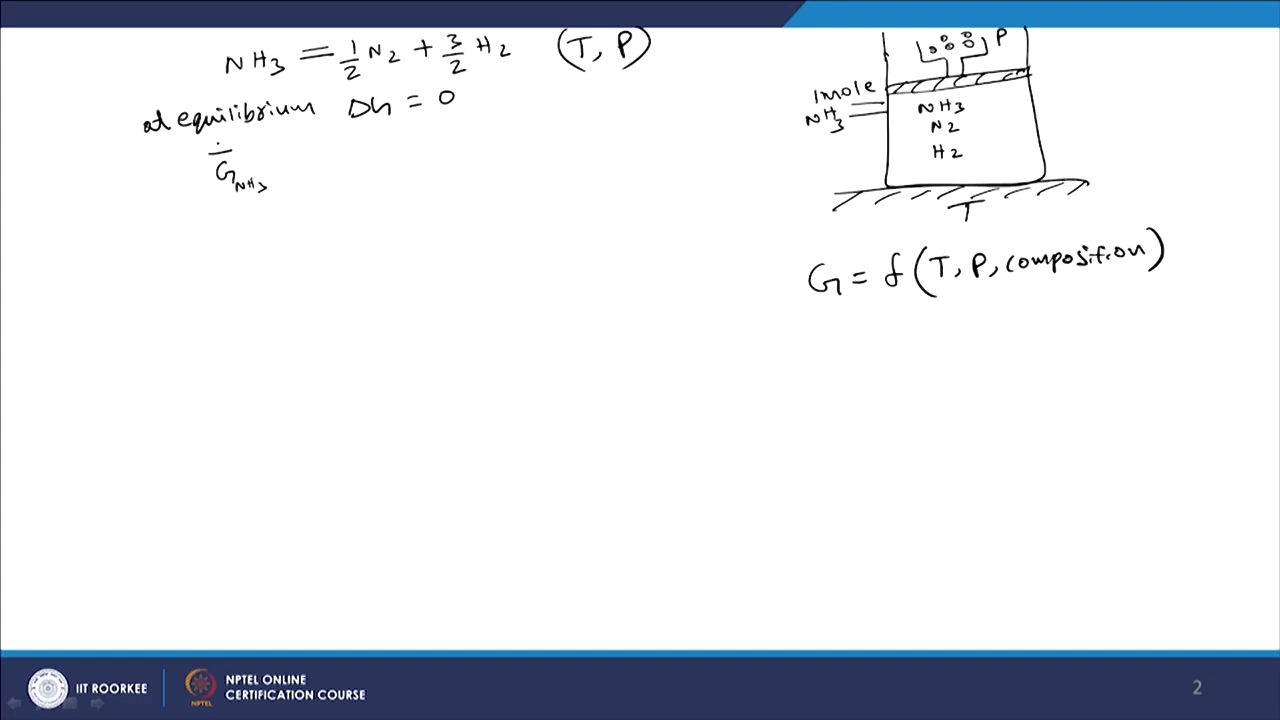 NH3 = 1/2 N2 + 3/2 H2 (T, P)
at equilibrium ΔG = 0
G̅NH3
P
1mole
NH3
NH3
N2
H2
T
G = f(T, P, composition)
IIT ROORKEE
NPTEL
NPTEL ONLINE
CERTIFICATION COURSE
2